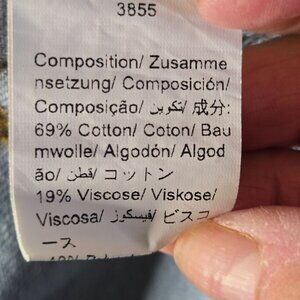 3855
Composition/ Zusamme
nsetzung/ Composición/
Composição/ تكوين/ 成分:
69% Cotton/ Coton/ Bau
mwolle/ Algodón/ Algod
ão/ قطن/ コットン
19% Viscose/ Viskose/
Viscosa/ فيسكوز/ ビスコ
ース